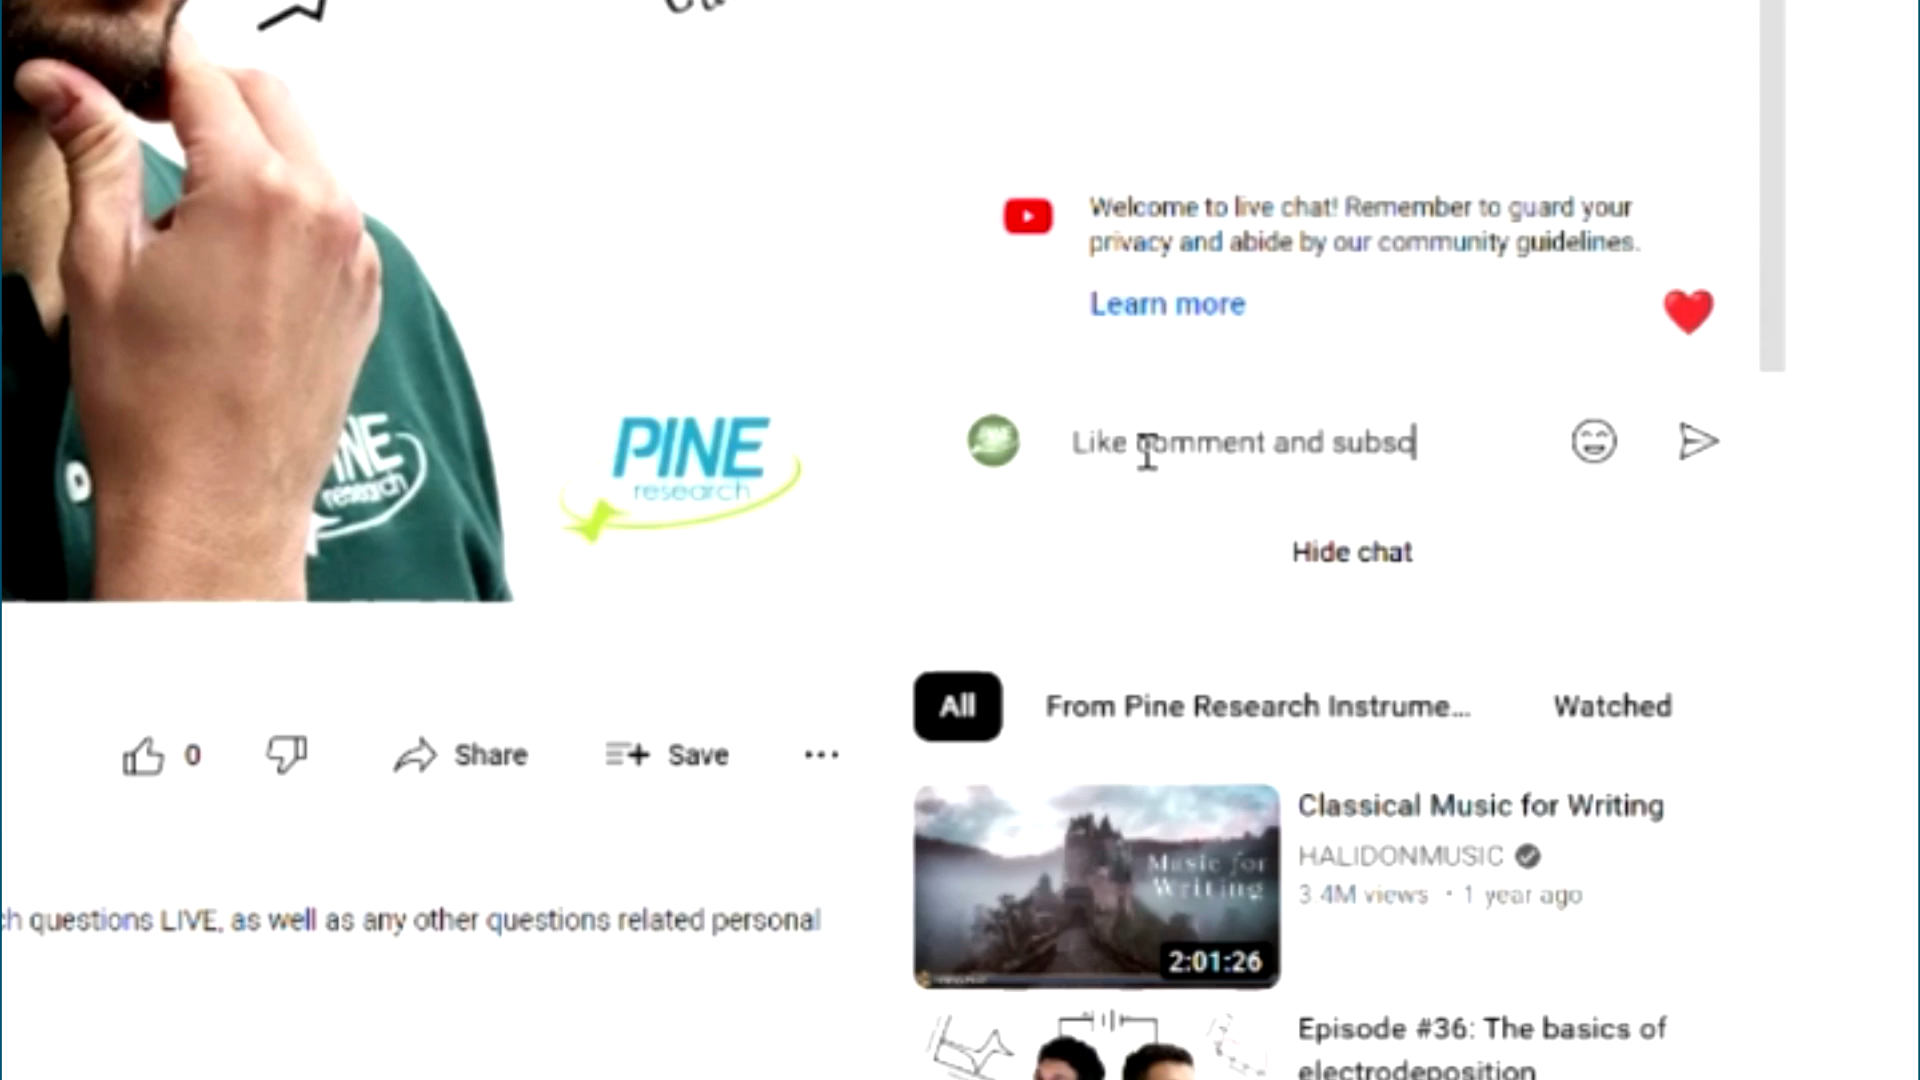 Welcome to live chat! Remember to guard your
privacy and abide by our community guidelines.
Learn more
PINE
research
NE
research
Like comment and subsc
Hide chat
All
From Pine Research Instrume...
Watched
0
Share
Save
Classical Music for Writing
HALIDONMUSIC
3.4M views • 1 year ago
Music for
Writing
2:01:26
h questions LIVE, as well as any other questions related personal
Episode #36: The basics of
electrodeposition